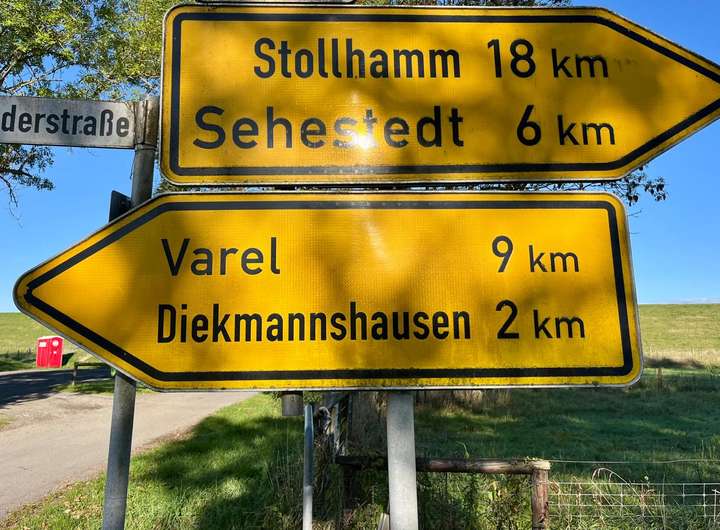 Stollhamm 18 km
Sehestedt 6 km
derstraße
Varel 9 km
Diekmannshausen 2 km